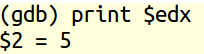 (gdb) print $edx
$2 = 5